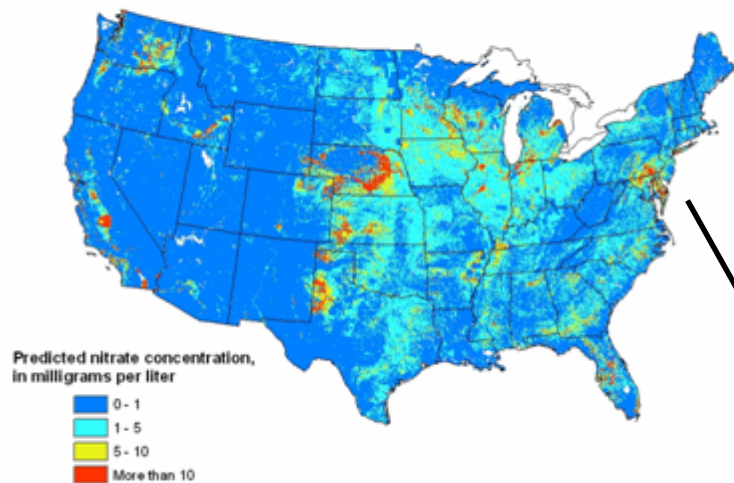 Predicted nitrate concentration,
in milligrams per liter
0 - 1
1 - 5
5 - 10
More than 10